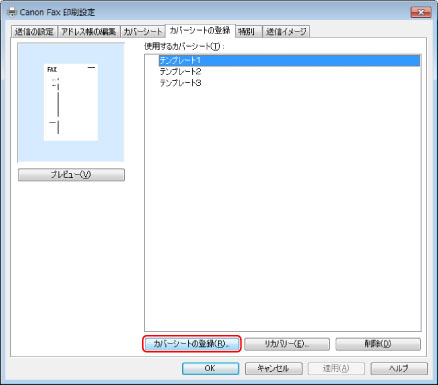 Canon Fax 印刷設定
送信の設定 アドレス帳の編集 カバーシート カバーシートの登録 特別 送信イメージ
使用するカバーシート(T):
テンプレート1
テンプレート2
テンプレート3
FAX
プレビュー(V)
カバーシートの登録(R)... リカバリー(E)... 削除(D)
OK キャンセル 適用(A) ヘルプ